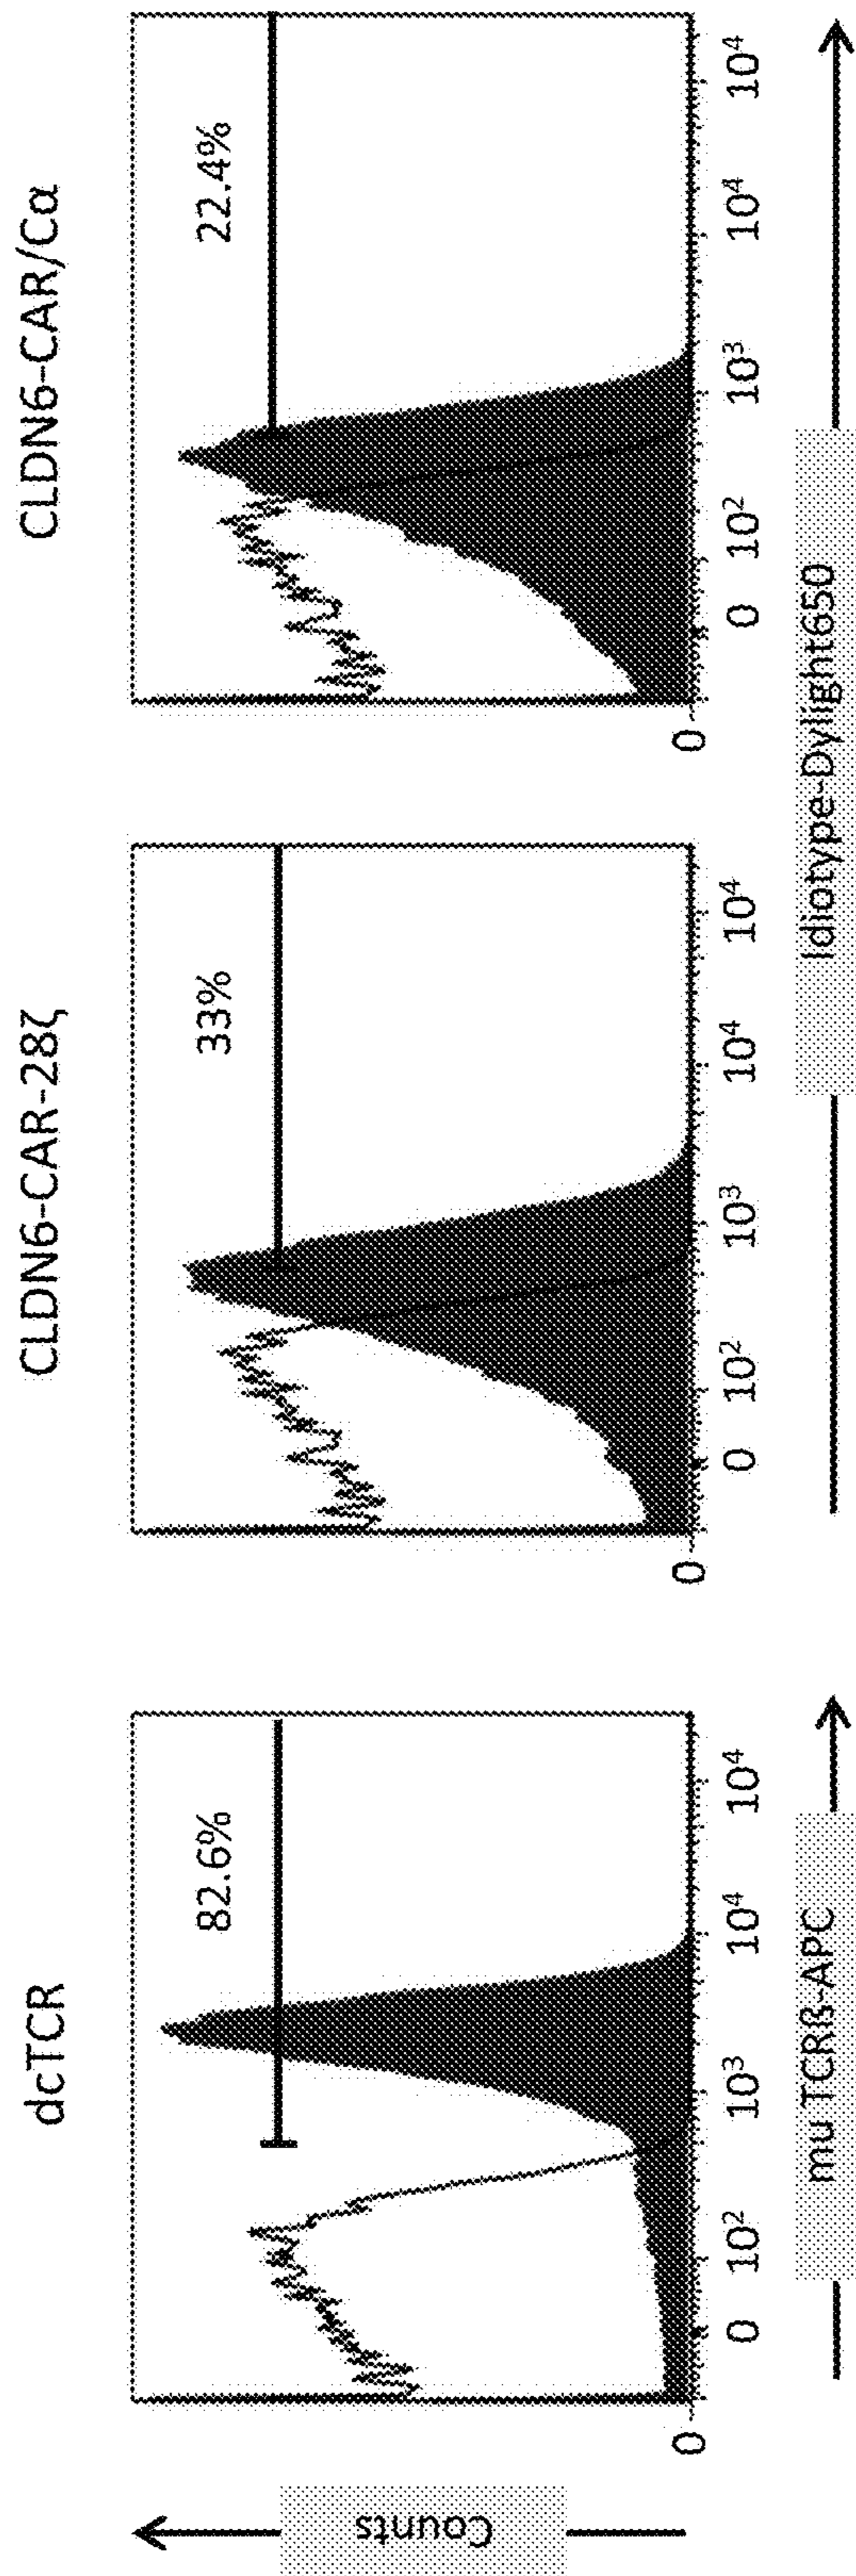 dcTCR
CLDN6-CAR-28ζ
CLDN6-CAR/Cα
Counts
82.6%
33%
22.4%
0
0
0
0 10² 10³ 10⁴ 10⁴
0 10² 10³ 10⁴ 10⁴
0 10² 10³ 10⁴ 10⁴
mu TCRß-APC
Idiotype-Dylight650